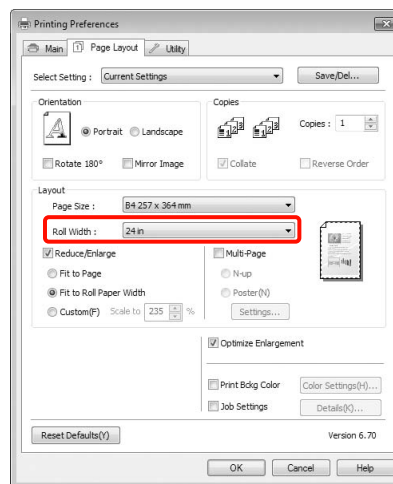 Printing Preferences
Main Page Layout Utility
Select Setting : Current Settings Save/Del...
Orientation Copies
A Portrait Landscape Copies : 1
Rotate 180° Mirror Image Collate Reverse Order
Layout
Page Size : B4 257 x 364 mm
Roll Width : 24 in
Reduce/Enlarge Multi-Page
Fit to Page N-up
Fit to Roll Paper Width Poster(N)
Custom(F) Scale to 235 % Settings...
Optimize Enlargement
Print Bckg Color Color Settings(H)...
Job Settings Details(K)...
Reset Defaults(Y) Version 6.70
OK Cancel Help